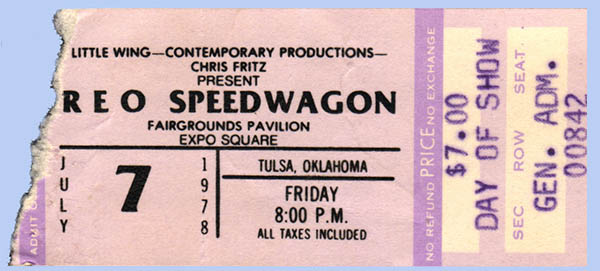 LITTLE WING—CONTEMPORARY PRODUCTIONS—
CHRIS FRITZ
PRESENT
REO SPEEDWAGON
FAIRGROUNDS PAVILION
EXPO SQUARE
JULY
7
1978
TULSA, OKLAHOMA
FRIDAY
8:00 P.M.
ALL TAXES INCLUDED
ADMIT
NO REFUND PRICE NO EXCHANGE
$7.00
DAY OF SHOW
SEC ROW SEAT
GEN. ADM.
00842